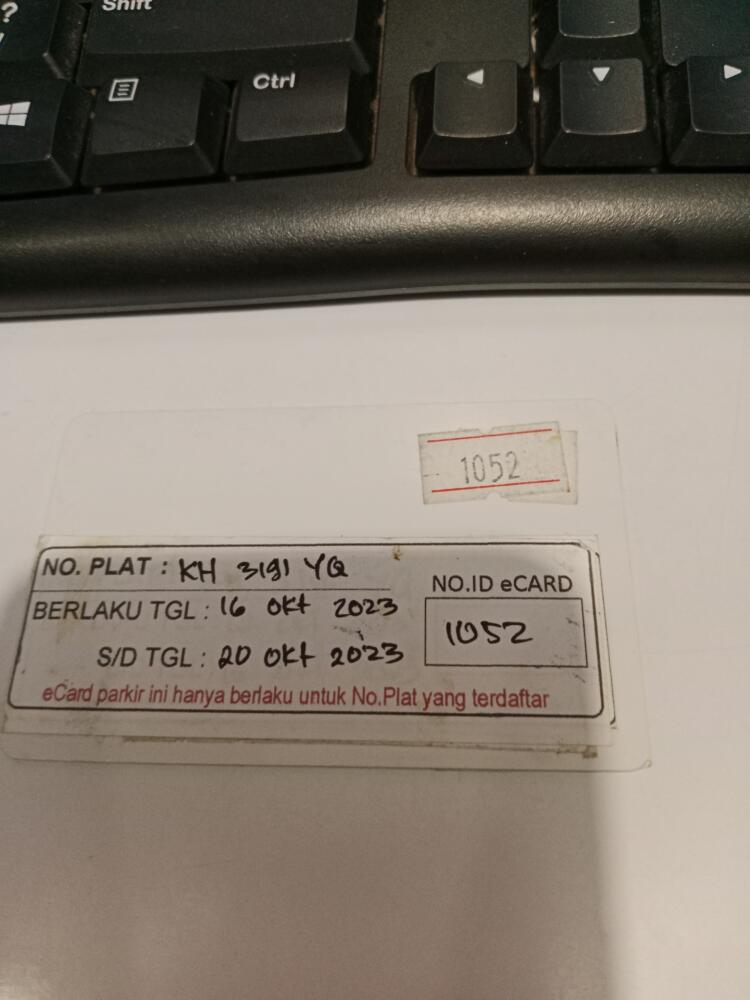 ?
Shift
Ctrl
1052
NO. PLAT : KH 3191 YQ
BERLAKU TGL : 16 OKt 2023
S/D TGL : 20 OKt 2023
NO.ID eCARD
1052
eCard parkir ini hanya berlaku untuk No.Plat yang terdaftar